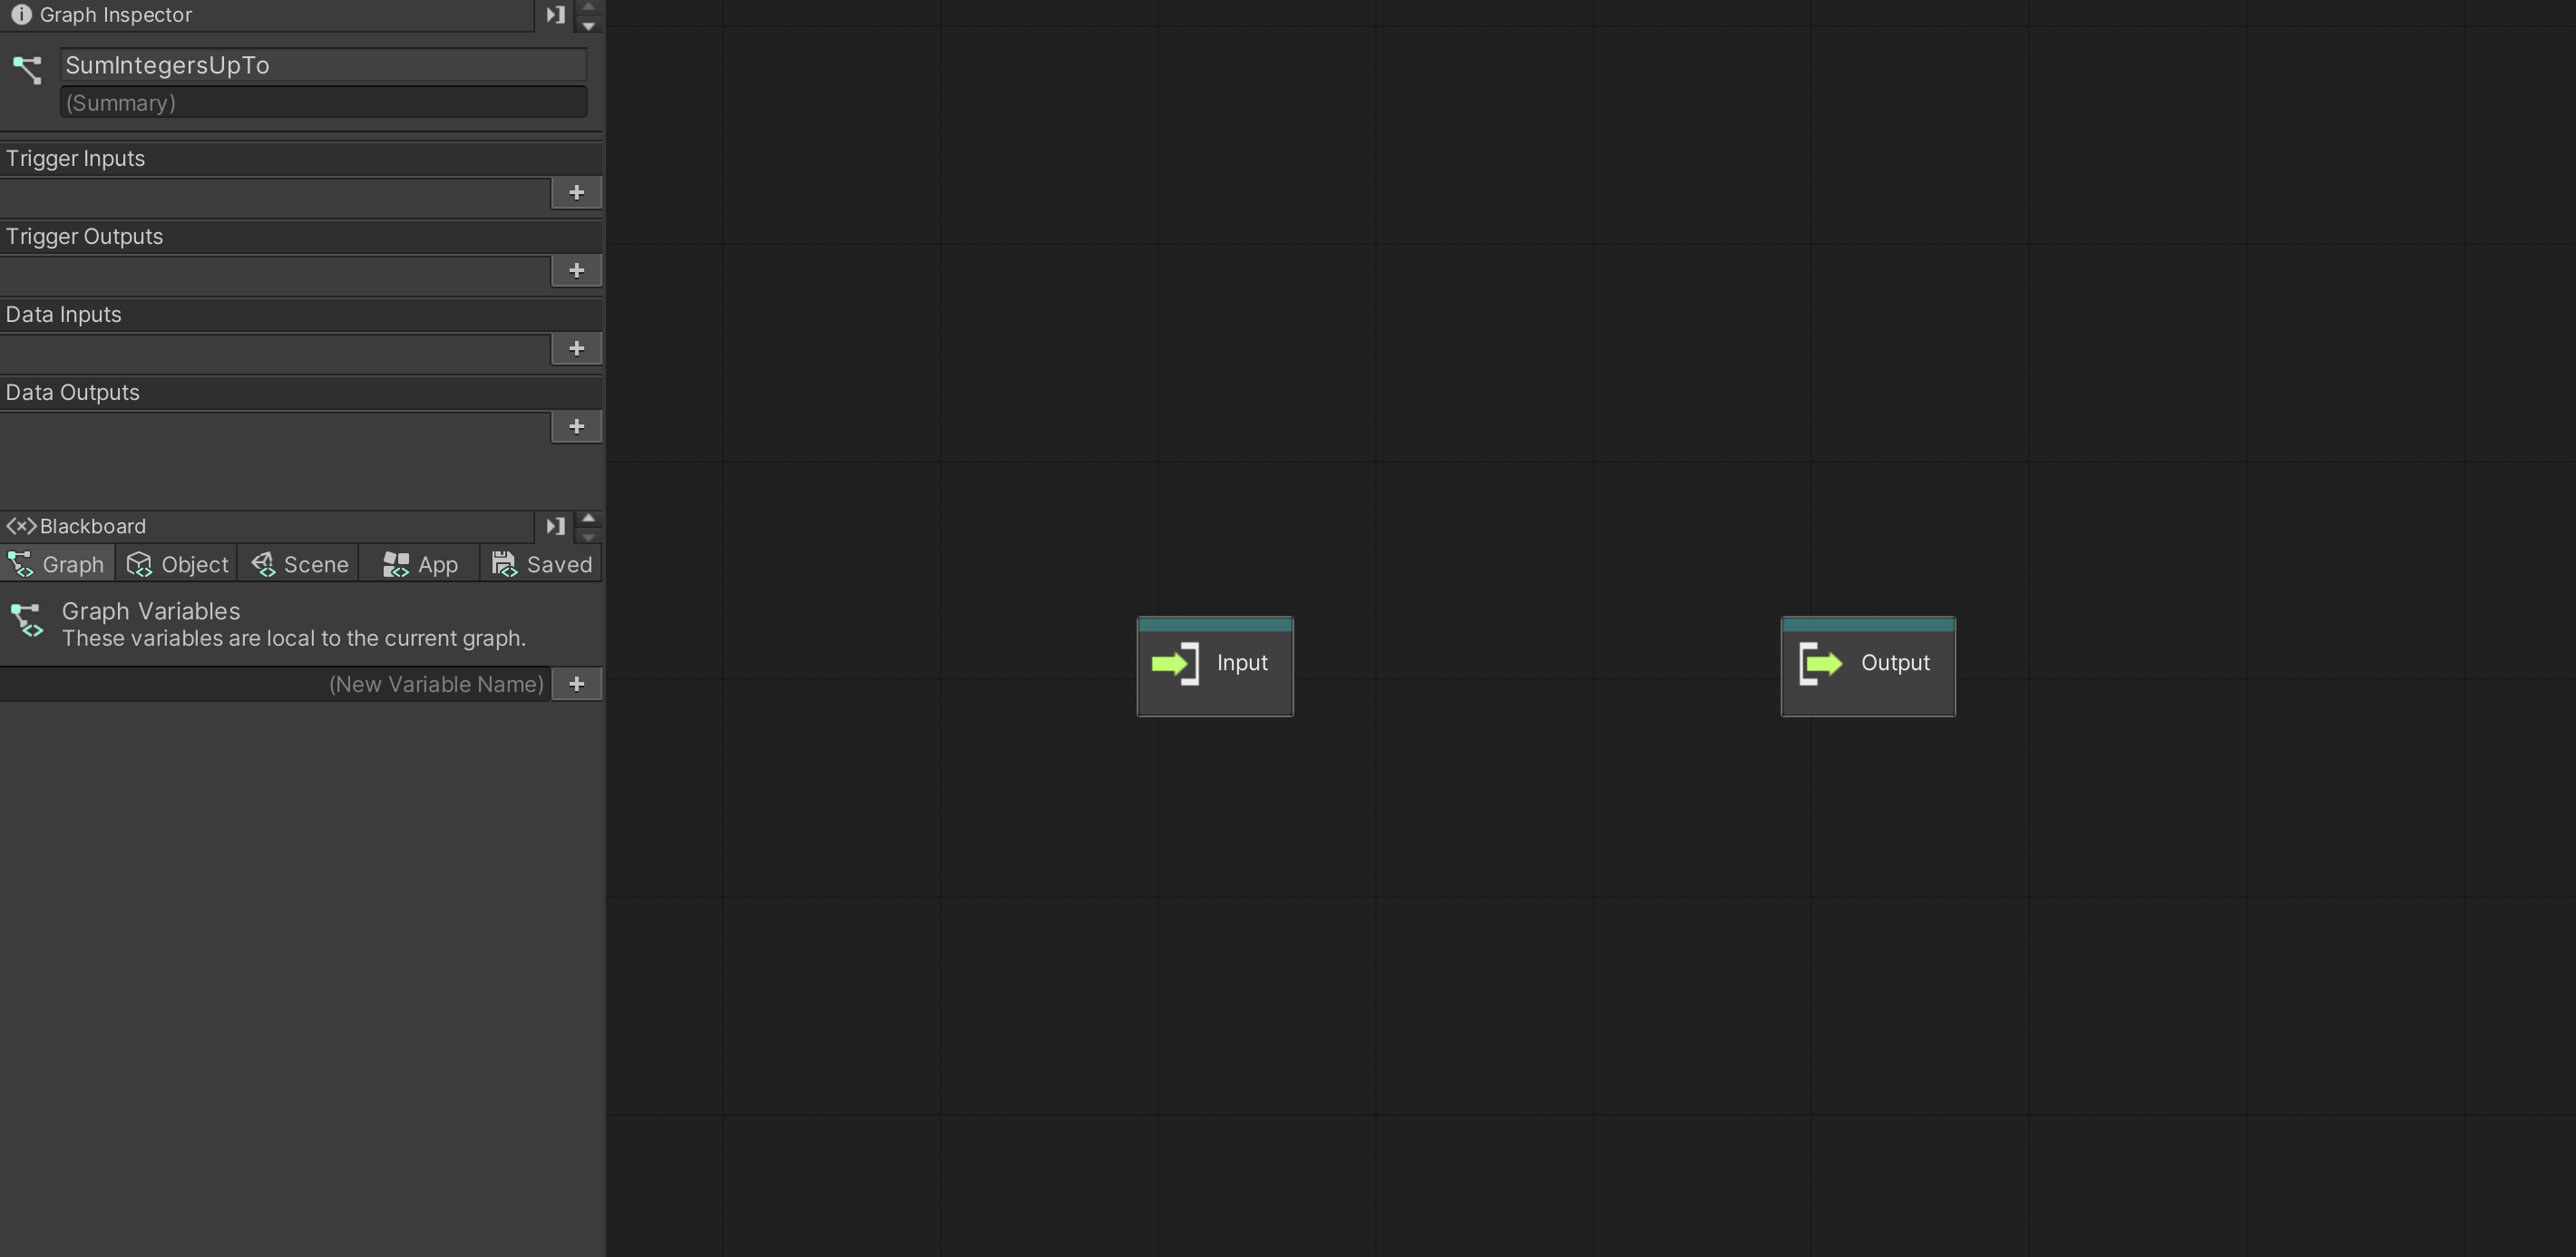 Graph Inspector
SumIntegersUpTo
(Summary)
Trigger Inputs
Trigger Outputs
Data Inputs
Data Outputs
Blackboard
Graph Object Scene App Saved
Graph Variables
These variables are local to the current graph.
(New Variable Name)
Input
Output